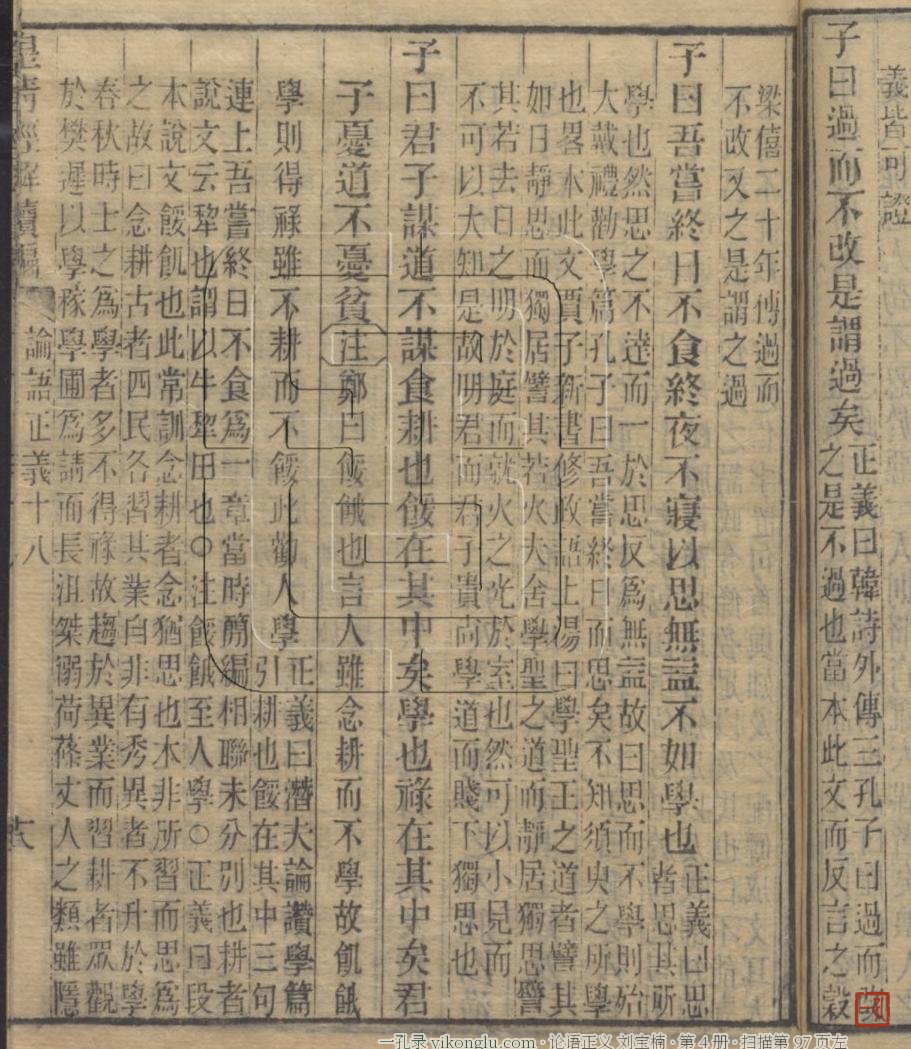 義皆可證
子曰過而不改是謂過矣正義曰韓詩外傳三孔子曰過而改
之是不過也當本此文而反言之穀
梁僖二十年傳過而
不改又之是謂之過
子曰吾嘗終日不食終夜不寢以思無益不如學也正義曰思
者思其所
學也然思之不達而一於思反爲無益故曰思而不學則殆
大戴禮勸學篇孔子曰吾嘗終日而思矣不知須臾之所學
也畧本此文賈子新書修政語上湯曰學聖王之道者譬其
如日靜思而獨居譬其若火夫舍學聖之道而靜居獨思譬
其若去日之明於庭而就火之光於室也然可以小見而
不可以大知是故明君而君子貴尚學道而賤下獨思也
子曰君子謀道不謀食耕也餒在其中矣學也祿在其中矣君
子憂道不憂貧注鄭曰餒餓也言人雖念耕而不學故飢餓
學則得祿雖不耕而不餒此勸人學正義曰潛夫論讚學篇
引耕也餒在其中三句
連上吾嘗終日不食爲一章當時簡編相聯未分別也耕者
說文云犂也謂以牛犂田也○注餒餓至人學○正義曰段
本說文餒飢也此常訓念耕者念猶思也本非所習而思爲
之故曰念耕古者四民各習其業自非有秀異者不升於學
春秋時士之爲學者多不得祿故趨於異業而習耕者眾觀
於樊遲以學稼學圃爲請而長沮桀溺荷蓧丈人之類雖隱
皇清經解續編 論語正義十八
一孔录 yikonglu.com · 论语正义 刘宝楠 · 第4册 · 扫描第 97 页左